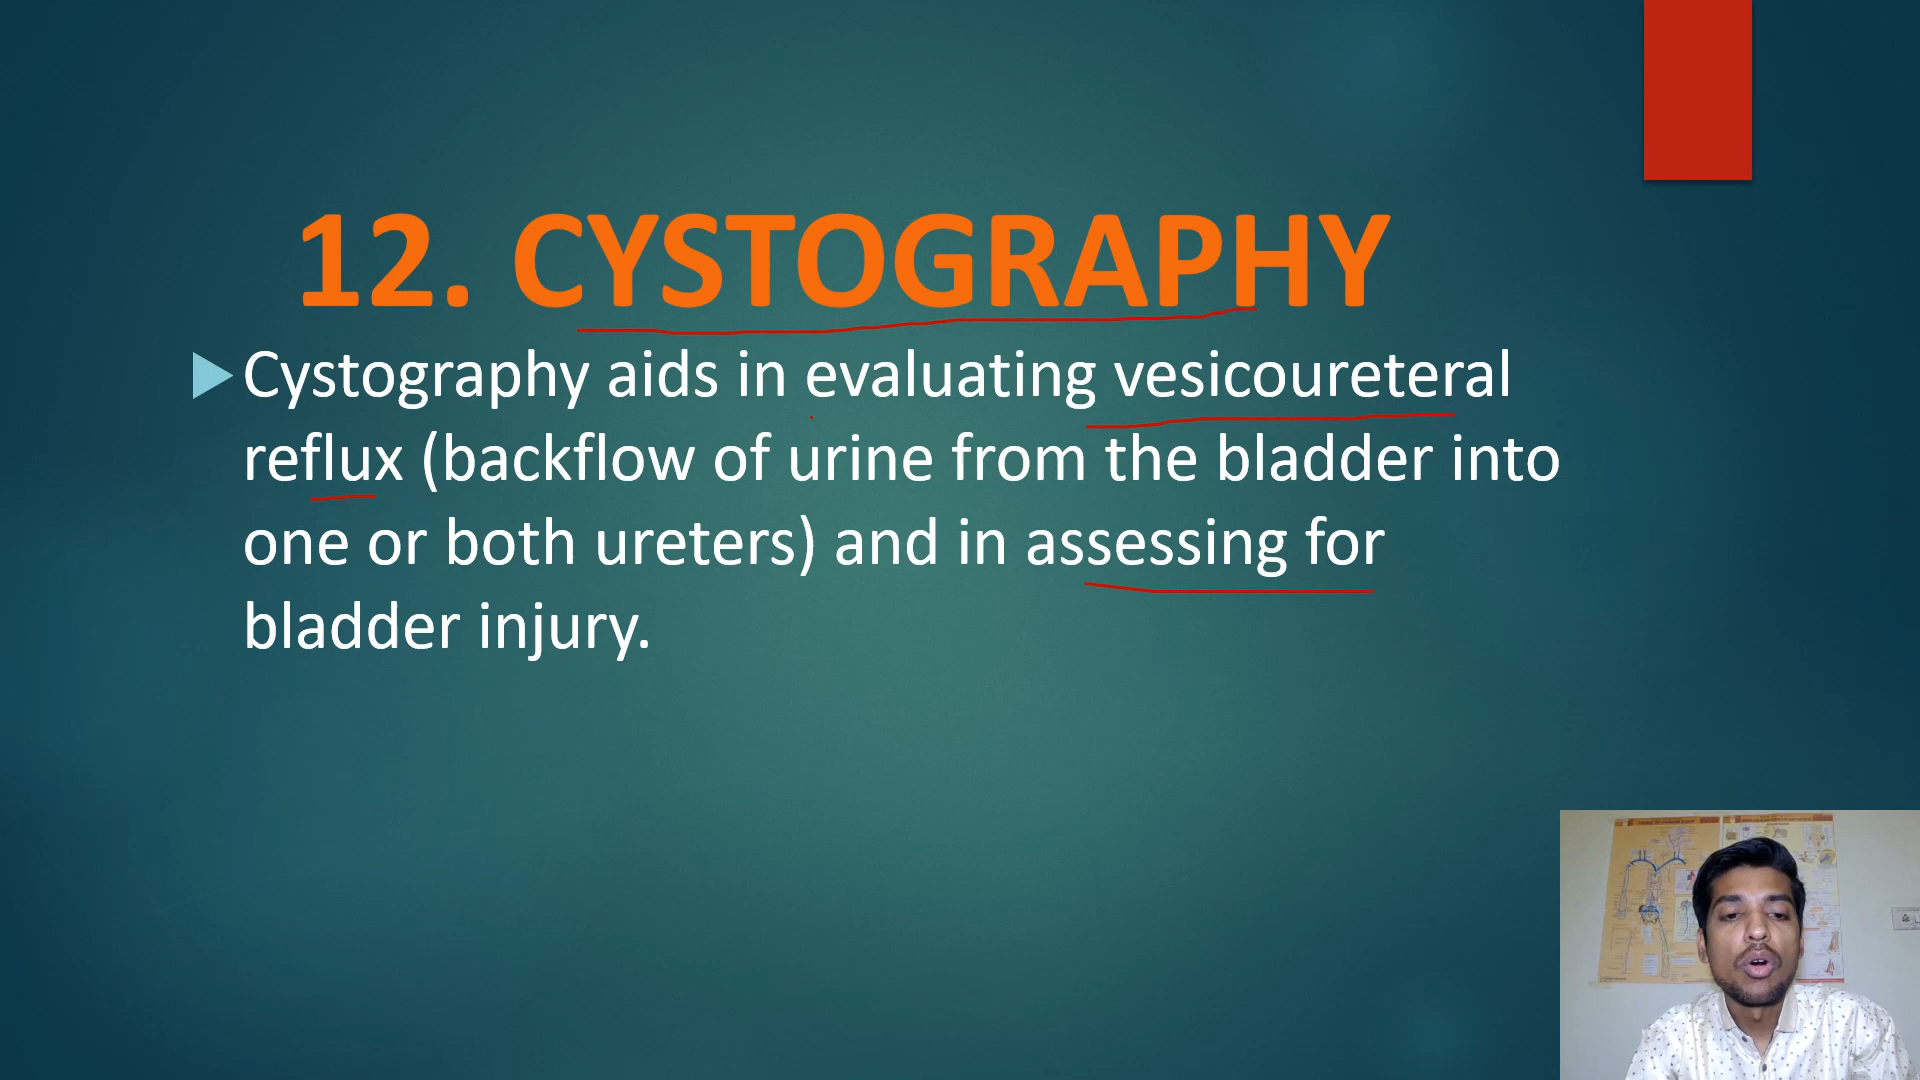 12. CYSTOGRAPHY
Cystography aids in evaluating vesicoureteral
reflux (backflow of urine from the bladder into
one or both ureters) and in assessing for
bladder injury.